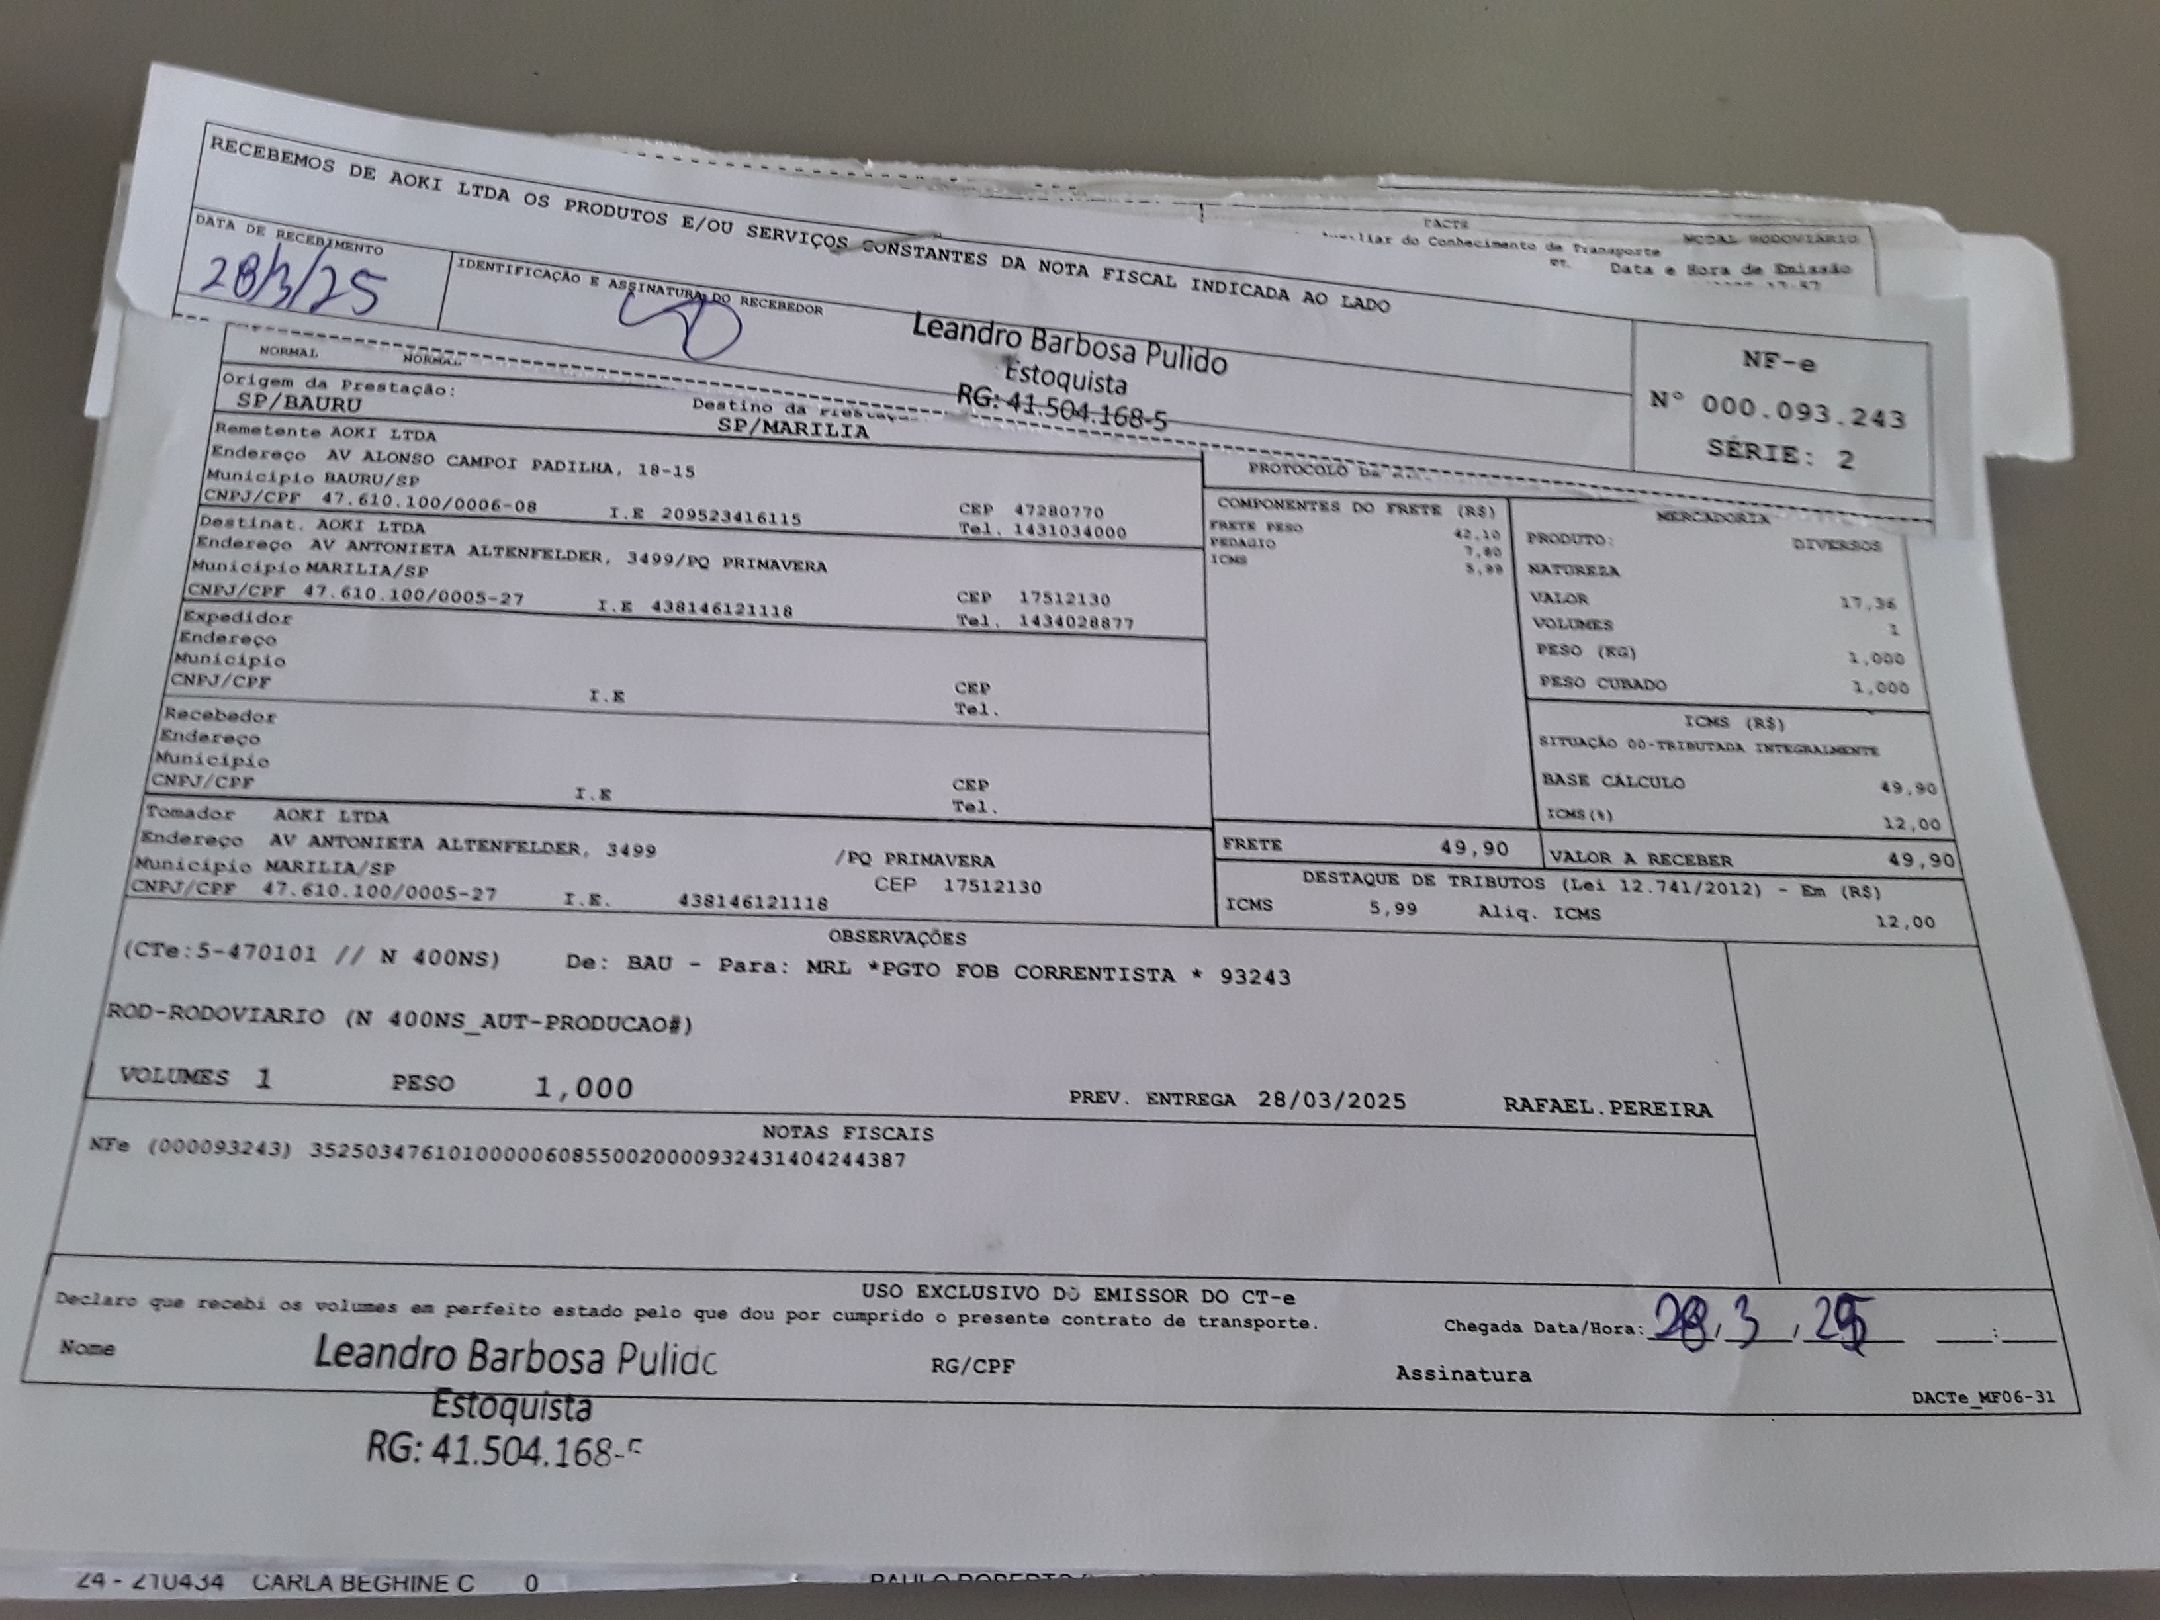 RECEBEMOS DE AOKI LTDA OS PRODUTOS E/OU SERVIÇOS CONSTANTES DA NOTA FISCAL INDICADA AO LADO
DATA DE RECEBIMENTO
28/3/25
IDENTIFICAÇÃO E ASSINATURA DO RECEBEDOR
Leandro Barbosa Pulido
Estoquista
RG: 41.504.168-5
NF-e
N° 000.093.243
SÉRIE: 2
do Conhecimento de Transporte
MODAL RODOVIÁRIO
Data e Hora de Emissão
NORMAL NORMAL
Origem da Prestação:
SP/BAURU
Destino da
SP/MARILIA
Remetente AOKI LTDA
Endereço AV ALONSO CAMPOI PADILHA, 18-15
Município BAURU/SP CEP 47280770
CNPJ/CPF 47.610.100/0006-08 I.E 209523416115 Tel. 1431034000
Destinat. AOKI LTDA
Endereço AV ANTONIETA ALTENFELDER, 3499/PQ PRIMAVERA
Município MARILIA/SP CEP 17512130
CNPJ/CPF 47.610.100/0005-27 I.E 438146121118 Tel. 1434028877
Expedidor
Endereço
Município CEP
CNPJ/CPF I.E Tel.
Recebedor
Endereço
Município CEP
CNPJ/CPF I.E Tel.
Tomador AOKI LTDA
Endereço AV ANTONIETA ALTENFELDER, 3499 /PQ PRIMAVERA
Município MARILIA/SP CEP 17512130
CNPJ/CPF 47.610.100/0005-27 I.E. 438146121118
PROTOCOLO
COMPONENTES DO FRETE (R$)
FRETE PESO 42,10
PEDAGIO 7,80
ICMS 5,99
FRETE 49,90
MERCADORIA
PRODUTO: DIVERSOS
NATUREZA
VALOR 17,36
VOLUMES 1
PESO (KG) 1,000
PESO CUBADO 1,000
ICMS (R$)
SITUAÇÃO 00-TRIBUTADA INTEGRALMENTE
BASE CÁLCULO 49,90
ICMS(%) 12,00
VALOR A RECEBER 49,90
DESTAQUE DE TRIBUTOS (Lei 12.741/2012) - Em (R$)
ICMS 5,99 Aliq. ICMS 12,00
OBSERVAÇÕES
(CTe:5-470101 // N 400NS) De: BAU - Para: MRL *PGTO FOB CORRENTISTA * 93243
ROD-RODOVIARIO (N 400NS_AUT-PRODUCAO#)
VOLUMES 1 PESO 1,000 PREV. ENTREGA 28/03/2025 RAFAEL.PEREIRA
NOTAS FISCAIS
NFe (000093243) 35250347610100000608550020000932431404244387
USO EXCLUSIVO DO EMISSOR DO CT-e
Declaro que recebi os volumes em perfeito estado pelo que dou por cumprido o presente contrato de transporte.
Chegada Data/Hora: 28, 3, 25 :
Nome Leandro Barbosa Pulido RG/CPF Assinatura
Estoquista
RG: 41.504.168-5
DACTe_MF06-31
24 - 210434 CARLA BEGHINE C 0 PAULO ROBERTO